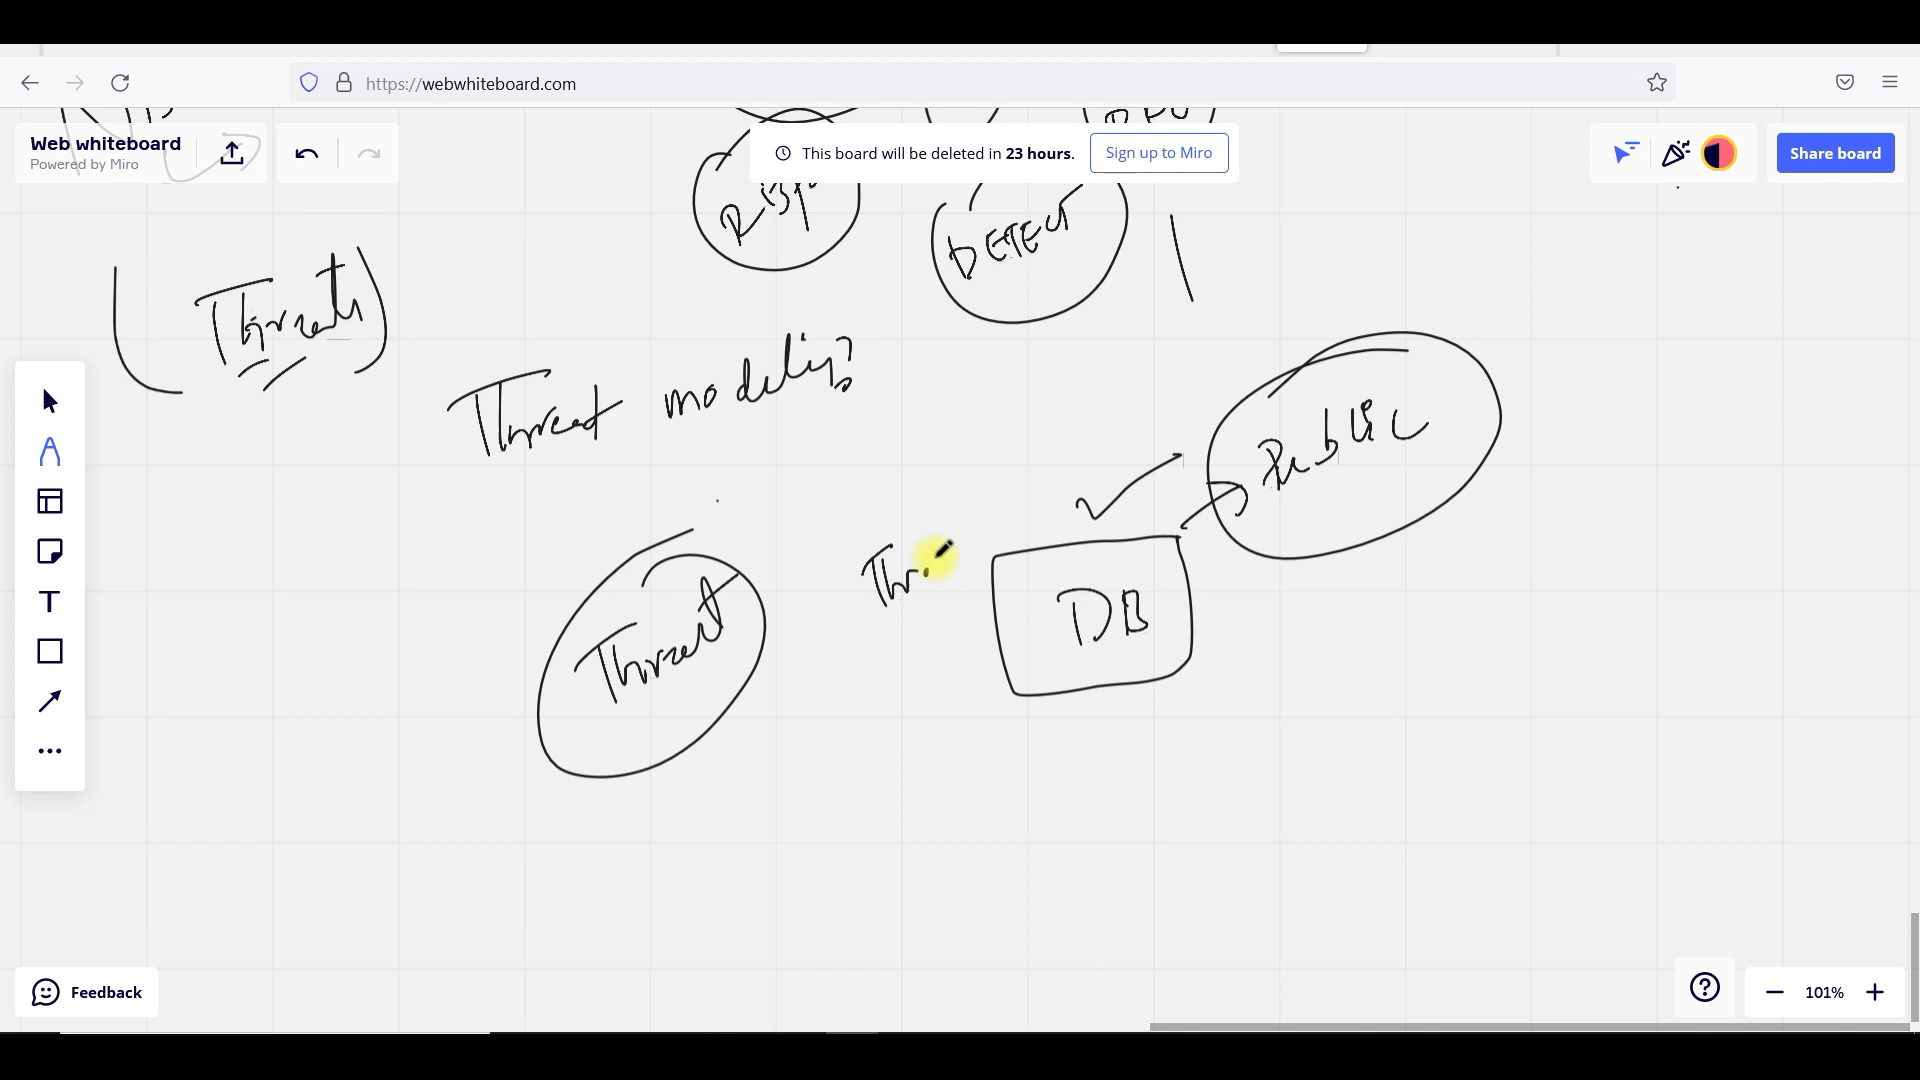 https://webwhiteboard.com
Web whiteboard
Powered by Miro
This board will be deleted in 23 hours.
Sign up to Miro
Share board
DETECT
Threats
Threat modeling?
Public
Thr
DB
Threat
T
Feedback
101%